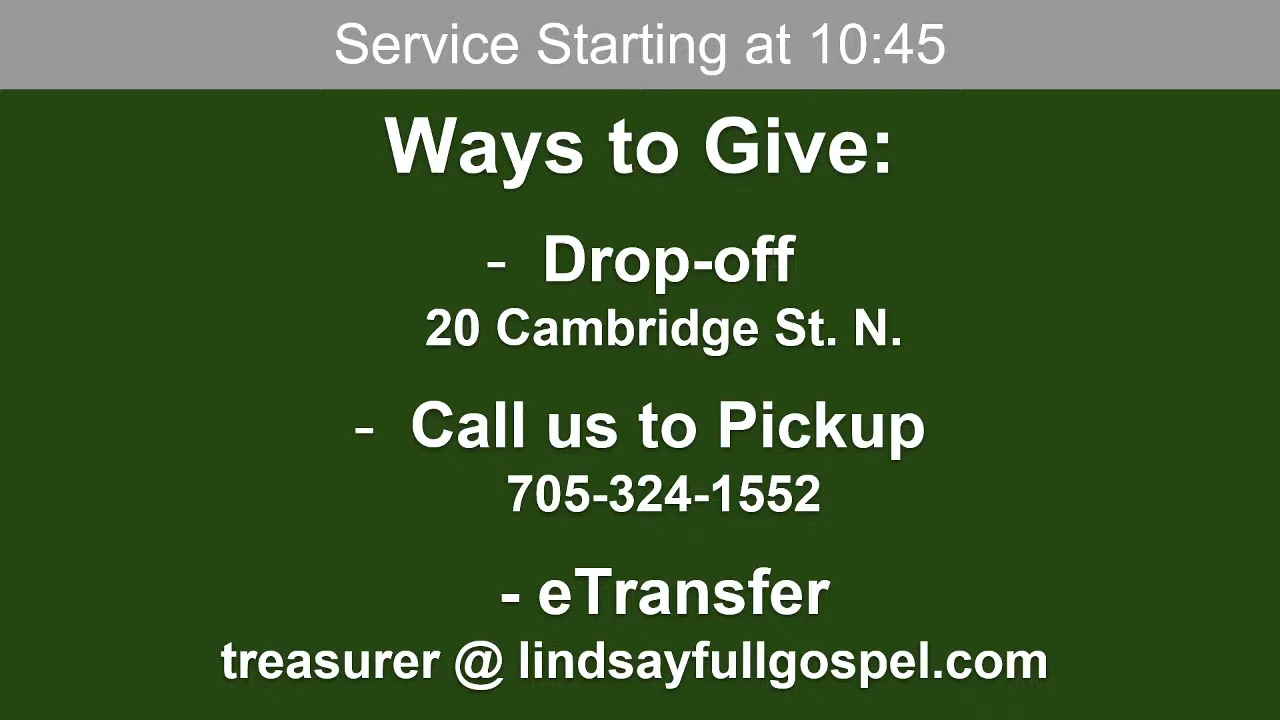 Service Starting at 10:45
Ways to Give:
- Drop-off
20 Cambridge St. N.
- Call us to Pickup
705-324-1552
- eTransfer
treasurer @ lindsayfullgospel.com